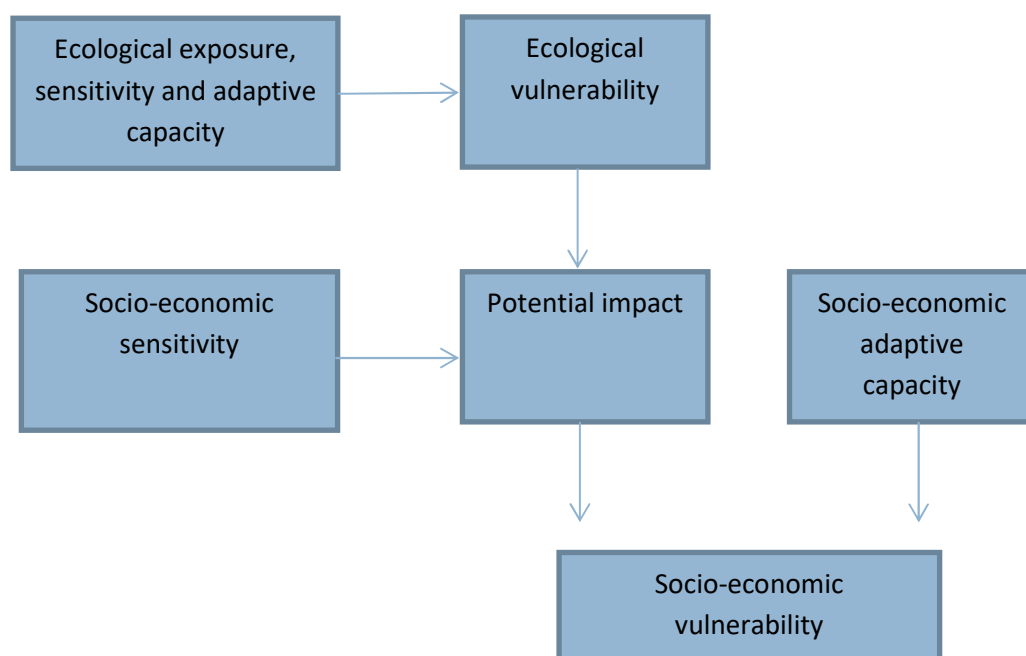 Ecological exposure,
sensitivity and adaptive
capacity
Ecological
vulnerability
Socio-economic
sensitivity
Potential impact
Socio-economic
adaptive
capacity
Socio-economic
vulnerability